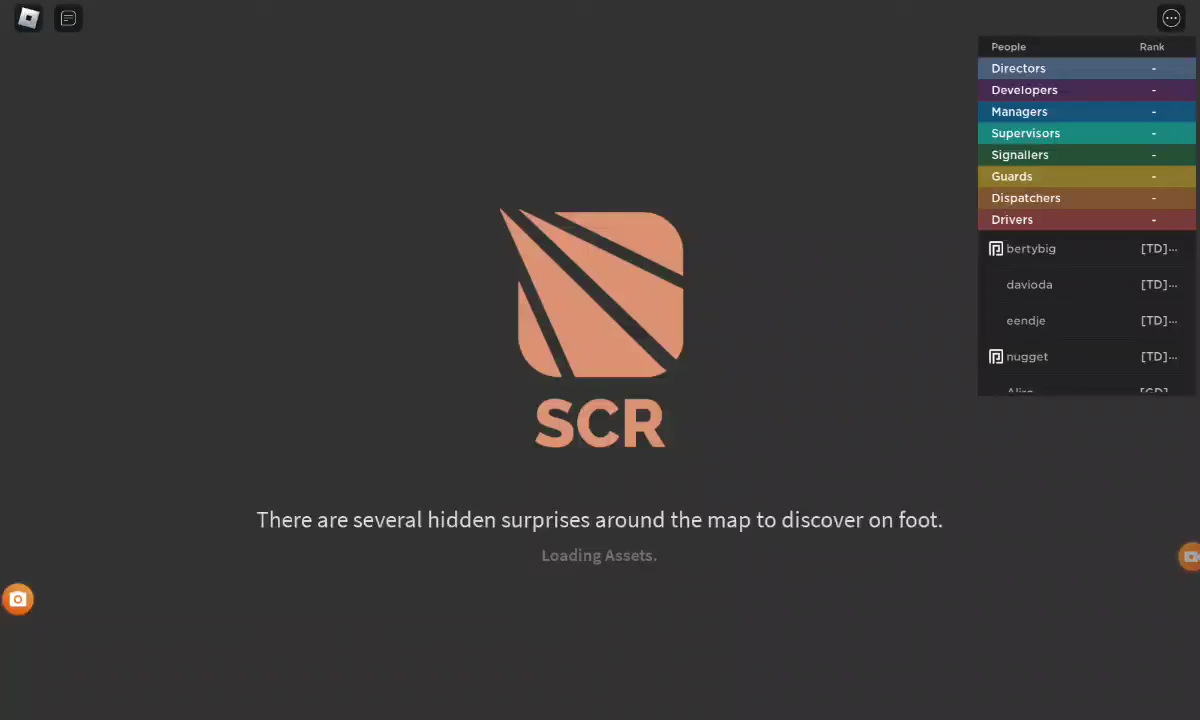 People Rank
Directors -
Developers -
Managers -
Supervisors -
Signallers -
Guards -
Dispatchers -
Drivers -
bertybig [TD]...
davioda [TD]...
eendje [TD]...
nugget [TD]...
SCR
There are several hidden surprises around the map to discover on foot.
Loading Assets.